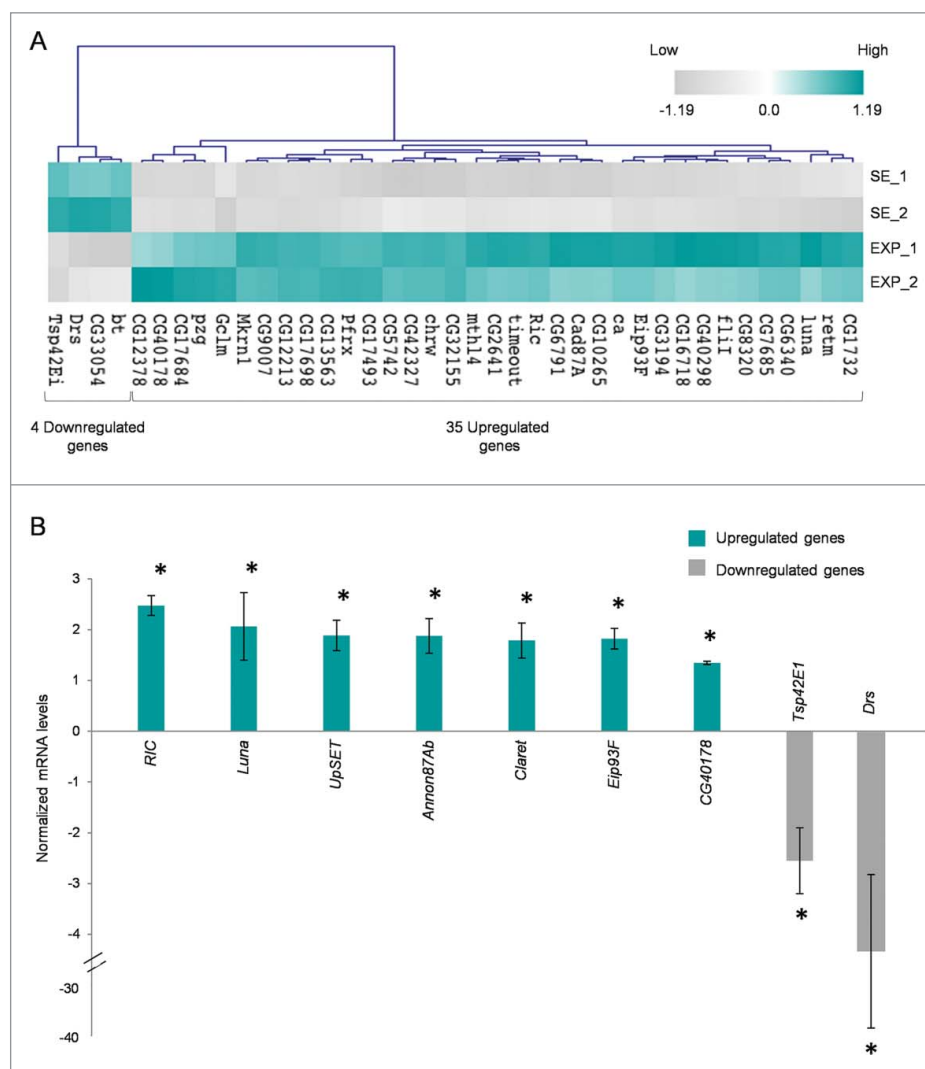 A
Low High
-1.19 0.0 1.19
SE_1
SE_2
EXP_1
EXP_2
Tsp42Ei
Drs
CG33054
bt
CG12378
CG40178
CG17684
pzg
Gclm
Mkrn1
CG9007
CG12213
CG17698
CG13563
Pfrx
CG17493
CG5742
CG42227
chrw
CG32155
mthl4
CG2641
timeout
Ric
CG6791
Cad87A
CG10265
ca
Eip93F
CG3194
CG16718
CG40298
fliI
CG8320
CG7685
CG6340
luna
retm
CG1732
4 Downregulated
genes
35 Upregulated
genes
B
Upregulated genes
Downregulated genes
Normalized mRNA levels
3
2
1
0
-1
-2
-3
-4
-30
-40
* * * * * * *
RIC
Luna
UpSET
Annon87Ab
Claret
Eip93F
CG40178
Tsp42E1
Drs
*
*